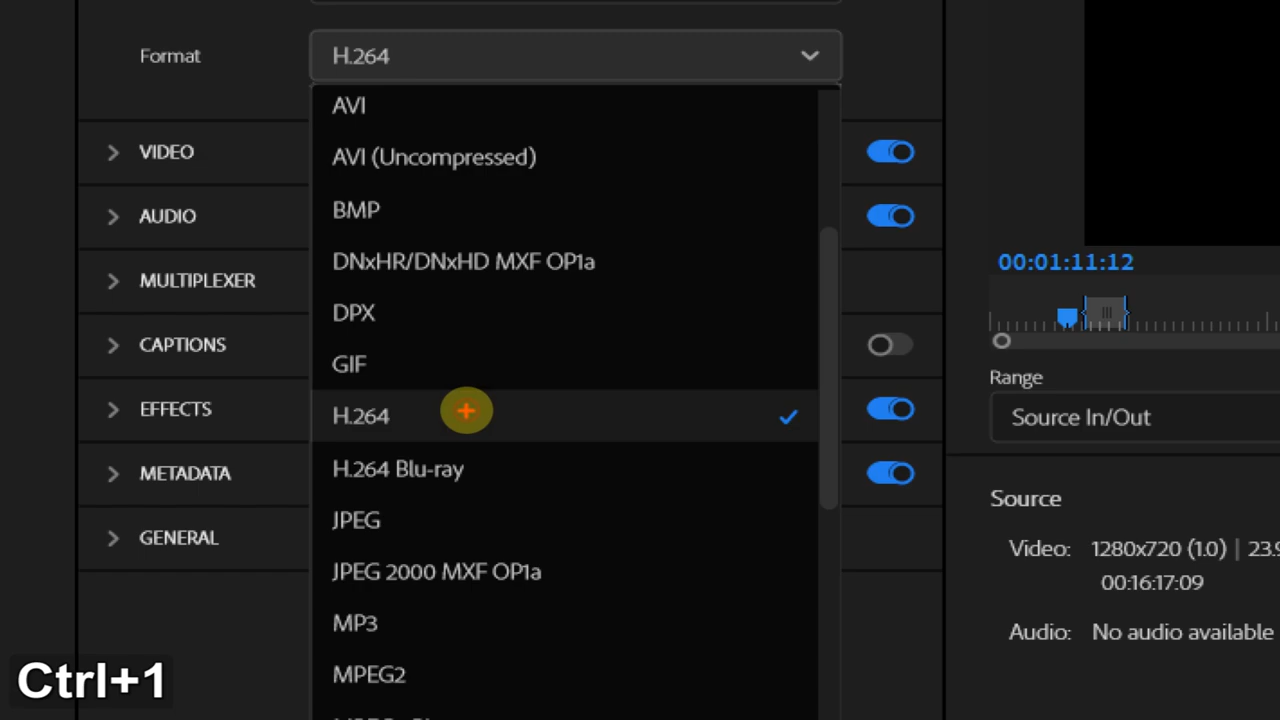 Format
H.264
AVI
AVI (Uncompressed)
BMP
DNxHR/DNxHD MXF OP1a
DPX
GIF
H.264
H.264 Blu-ray
JPEG
JPEG 2000 MXF OP1a
MP3
MPEG2
VIDEO
AUDIO
MULTIPLEXER
CAPTIONS
EFFECTS
METADATA
GENERAL
00:01:11:12
Range
Source In/Out
Source
Video: 1280x720 (1.0) | 23.9
00:16:17:09
Audio: No audio available
Ctrl+1